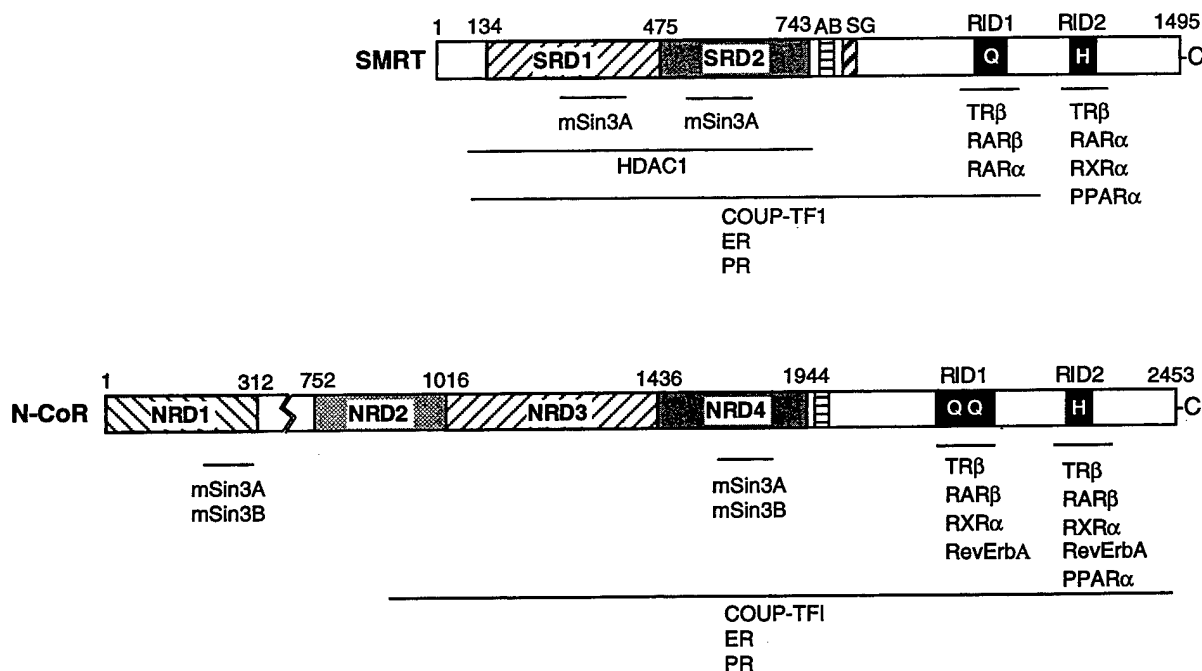 1 134 475 743 AB SG RID1 RID2 1495
SMRT SRD1 SRD2 Q H -C
mSin3A mSin3A TRβ TRβ
HDAC1 RARβ RARα
RARα RXRα
PPARα
COUP-TF1
ER
PR
1 312 752 1016 1436 1944 RID1 RID2 2453
N-CoR NRD1 NRD2 NRD3 NRD4 Q Q H -C
mSin3A mSin3A TRβ TRβ
mSin3B mSin3B RARβ RARβ
RXRα RXRα
RevErbA RevErbA
PPARα
COUP-TFI
ER
PR